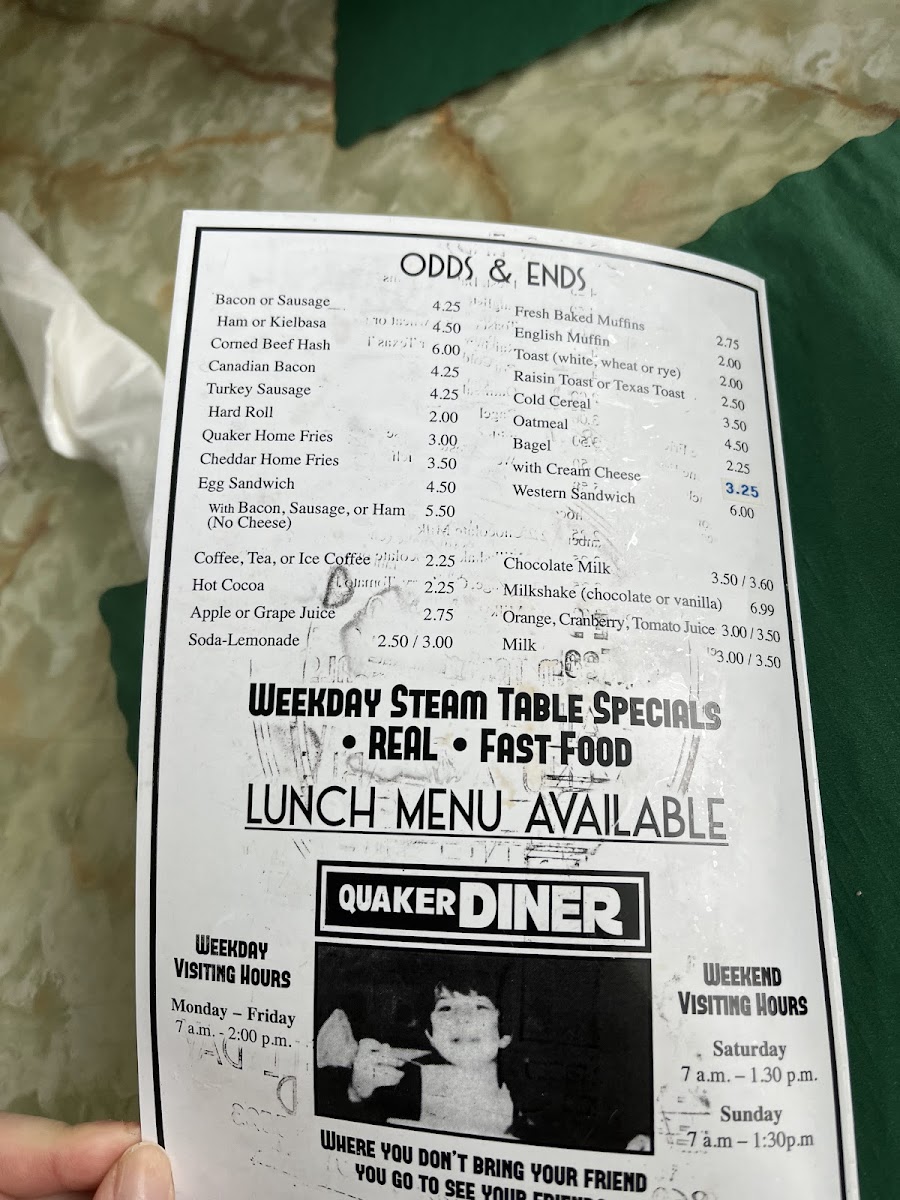 ODDS & ENDS
Bacon or Sausage 4.25
Ham or Kielbasa 4.50
Corned Beef Hash 6.00
Canadian Bacon 4.25
Turkey Sausage 4.25
Hard Roll 2.00
Quaker Home Fries 3.00
Cheddar Home Fries 3.50
Egg Sandwich 4.50
With Bacon, Sausage, or Ham 5.50
(No Cheese)
Fresh Baked Muffins 2.75
English Muffin 2.00
Toast (white, wheat or rye) 2.00
Raisin Toast or Texas Toast 2.50
Cold Cereal 3.50
Oatmeal 4.50
Bagel 2.25
with Cream Cheese 3.25
Western Sandwich 6.00
Coffee, Tea, or Ice Coffee 2.25
Hot Cocoa 2.25
Apple or Grape Juice 2.75
Soda-Lemonade 2.50 / 3.00
Chocolate Milk 3.50 / 3.60
Milkshake (chocolate or vanilla) 6.99
Orange, Cranberry, Tomato Juice 3.00 / 3.50
Milk 3.00 / 3.50
WEEKDAY STEAM TABLE SPECIALS
• REAL • FAST FOOD
LUNCH MENU AVAILABLE
QUAKER DINER
WEEKDAY
VISITING HOURS
Monday – Friday
7 a.m. - 2:00 p.m.
WEEKEND
VISITING HOURS
Saturday
7 a.m. – 1.30 p.m.
Sunday
7 a.m – 1:30p.m
WHERE YOU DON'T BRING YOUR FRIEND
YOU GO TO SEE YOUR